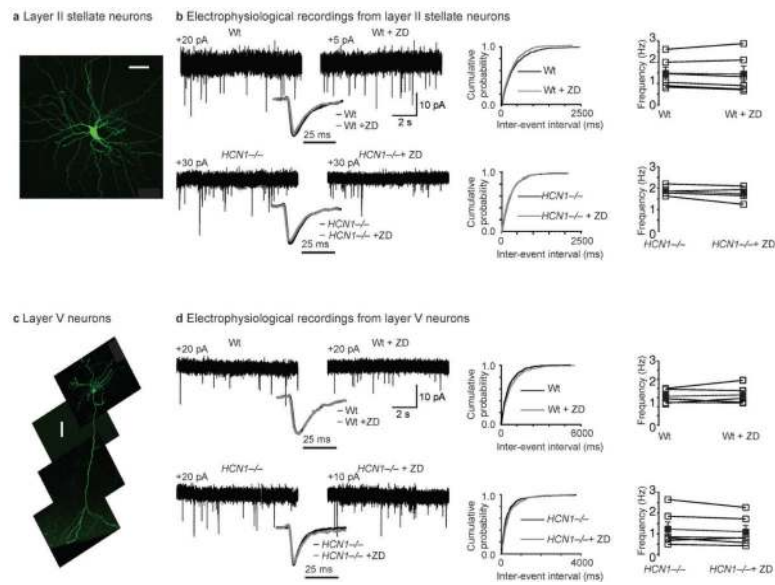 a Layer II stellate neurons
b Electrophysiological recordings from layer II stellate neurons
+20 pA
Wt
+5 pA
Wt + ZD
Wt
Wt +ZD
25 ms
10 pA
2 s
Cumulative probability
1.0
0.0
Wt
Wt + ZD
0
2500
Inter-event interval (ms)
Frequency (Hz)
3
2
1
0
Wt
Wt + ZD
+30 pA
HCN1–/–
+30 pA
HCN1–/–+ ZD
HCN1–/–
HCN1–/– +ZD
25 ms
Cumulative probability
1.0
0.0
HCN1–/–
HCN1–/– + ZD
0
2500
Inter-event interval (ms)
Frequency (Hz)
3
2
1
0
HCN1–/–
HCN1–/–+ ZD
c Layer V neurons
d Electrophysiological recordings from layer V neurons
+20 pA
Wt
+20 pA
Wt + ZD
Wt
Wt +ZD
25 ms
10 pA
2 s
Cumulative probability
1.0
0.0
Wt
Wt + ZD
0
6000
Inter-event interval (ms)
Frequency (Hz)
3
2
1
0
Wt
Wt + ZD
+20 pA
HCN1–/–
+10 pA
HCN1–/– + ZD
HCN1–/–
HCN1–/– +ZD
25 ms
Cumulative probability
1.0
0.0
HCN1–/–
HCN1–/–+ ZD
0
4000
Inter-event interval (ms)
Frequency (Hz)
3
2
1
0
HCN1–/–
HCN1–/–+ZD